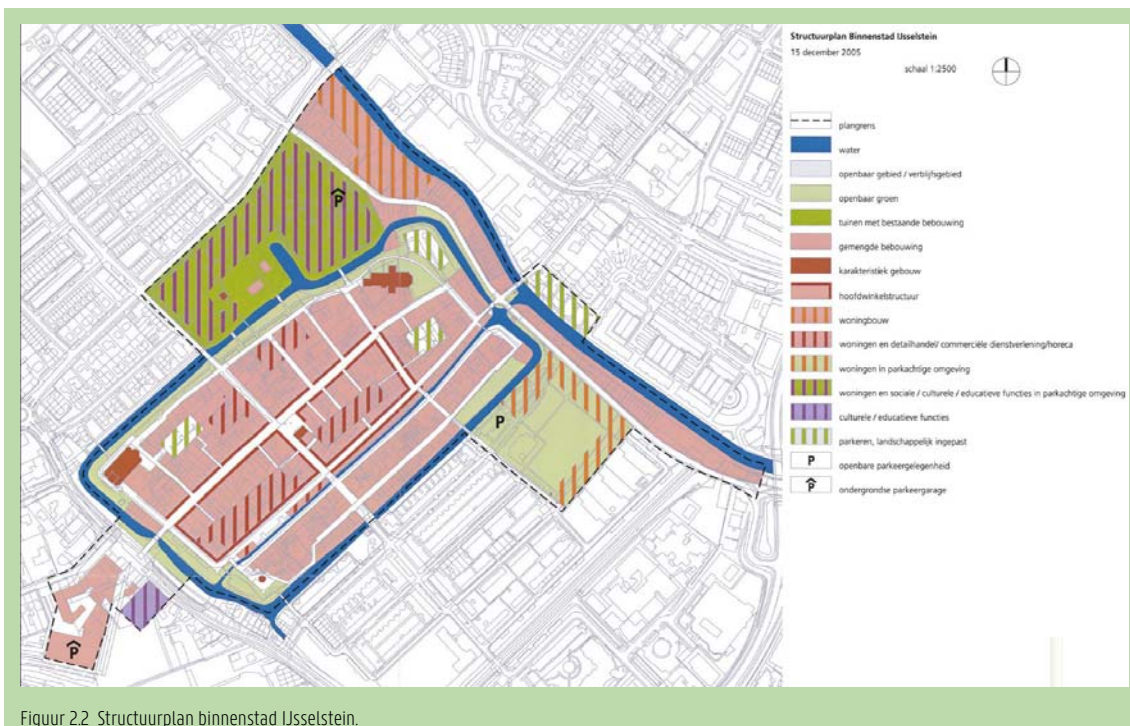 Structuurplan Binnenstad IJsselstein
15 december 2005
schaal 1:2500
plangrens
water
openbaar gebied / verblijfsgebied
openbaar groen
tuinen met bestaande bebouwing
gemengde bebouwing
karakteristiek gebouw
hoofdwinkelstructuur
woningbouw
woningen en detailhandel/ commerciële dienstverlening/horeca
woningen in parkachtige omgeving
woningen en sociale / culturele / educatieve functies in parkachtige omgeving
culturele / educatieve functies
parkeren, landschappelijk ingepast
P openbare parkeergelegenheid
P ondergrondse parkeergarage
P
P
P
Figuur 2.2 Structuurplan binnenstad IJsselstein.